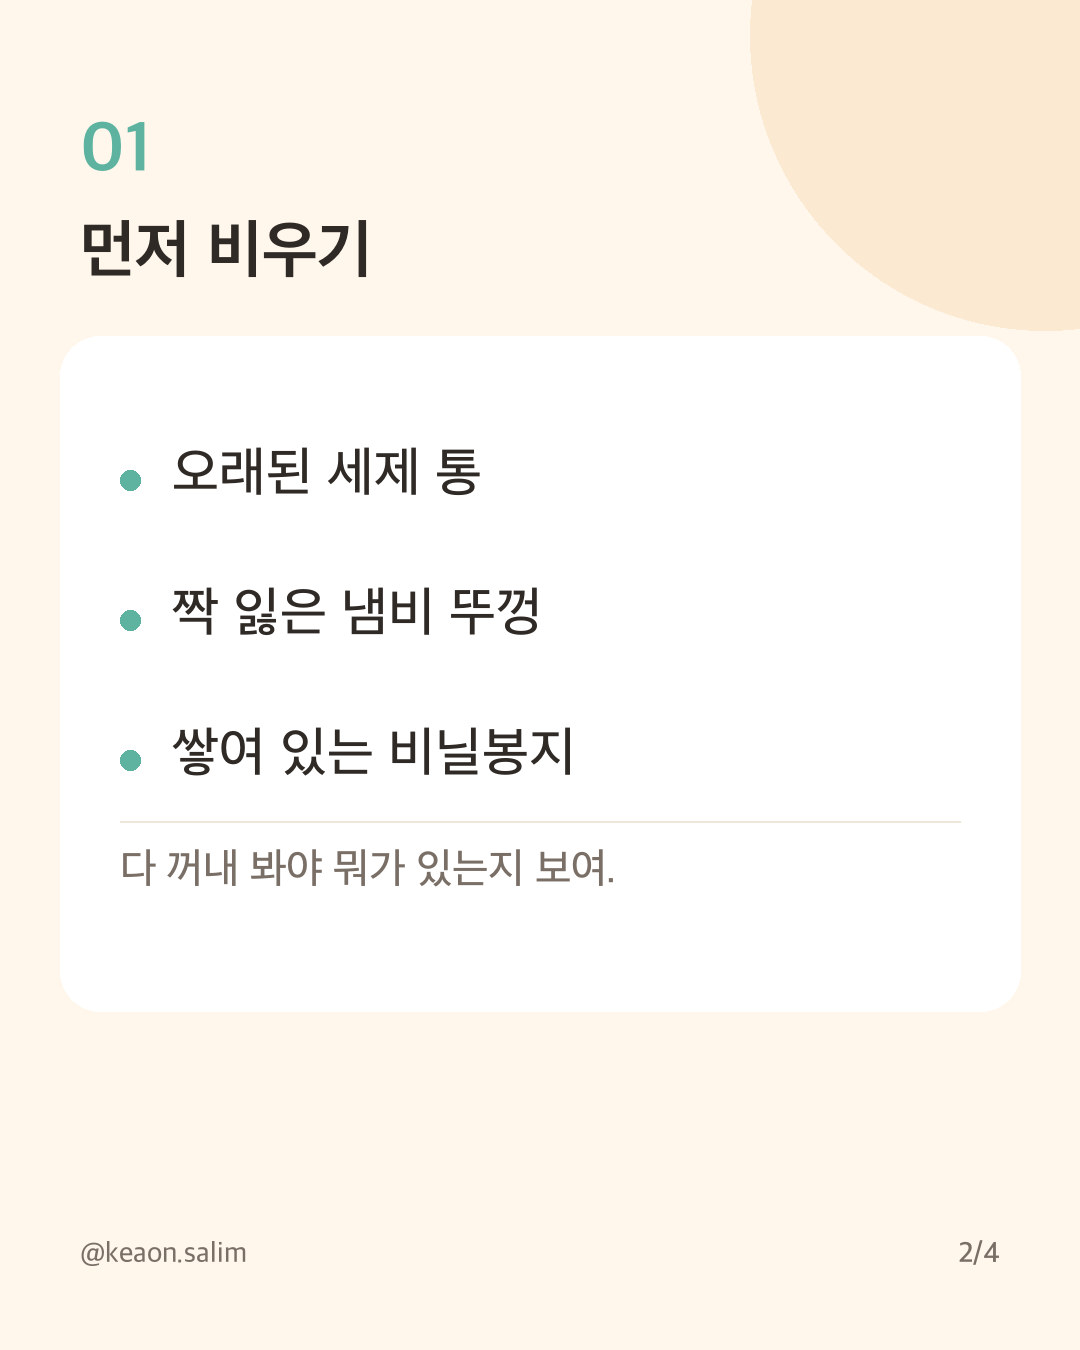 01
먼저 비우기
오래된 세제 통
짝 잃은 냄비 뚜껑
쌓여 있는 비닐봉지
다 꺼내 봐야 뭐가 있는지 보여.
@keaon.salim
2/4